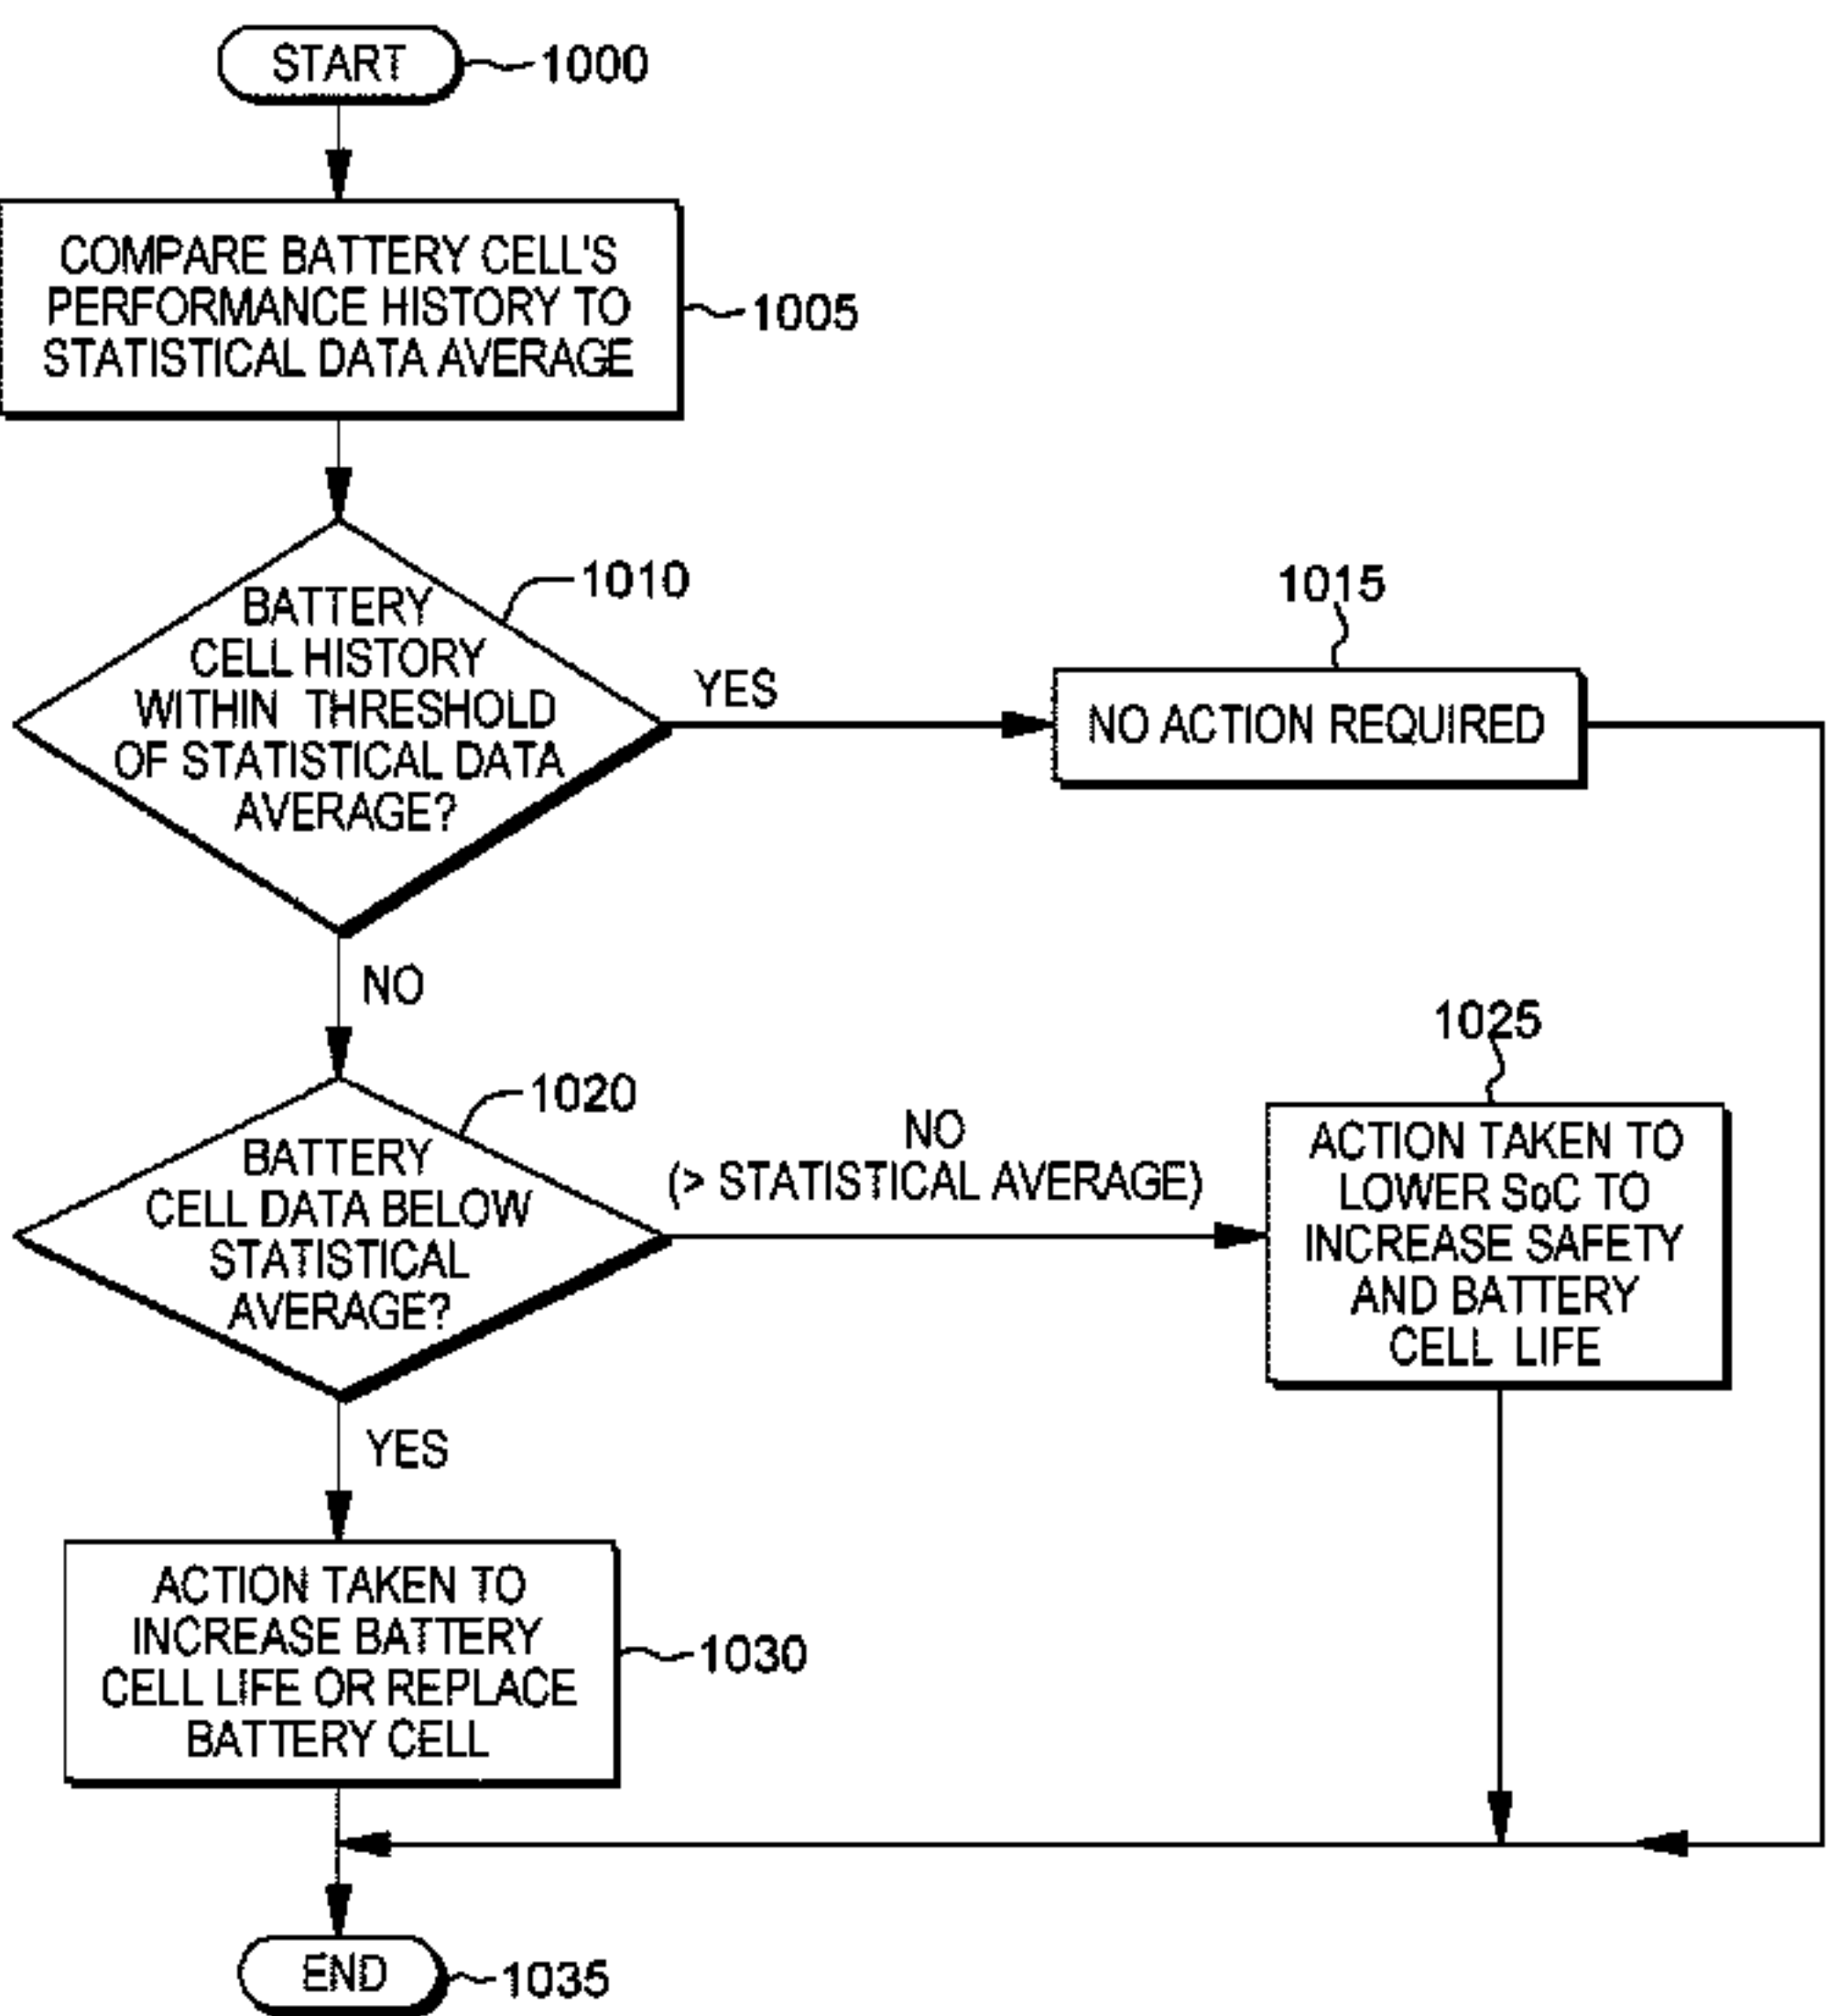 START
1000
COMPARE BATTERY CELL'S
PERFORMANCE HISTORY TO
STATISTICAL DATA AVERAGE
1005
BATTERY
CELL HISTORY
WITHIN THRESHOLD
OF STATISTICAL DATA
AVERAGE?
1010
YES
1015
NO ACTION REQUIRED
NO
BATTERY
CELL DATA BELOW
STATISTICAL
AVERAGE?
1020
NO
(> STATISTICAL AVERAGE)
1025
ACTION TAKEN TO
LOWER SoC TO
INCREASE SAFETY
AND BATTERY
CELL LIFE
YES
ACTION TAKEN TO
INCREASE BATTERY
CELL LIFE OR REPLACE
BATTERY CELL
1030
END
1035